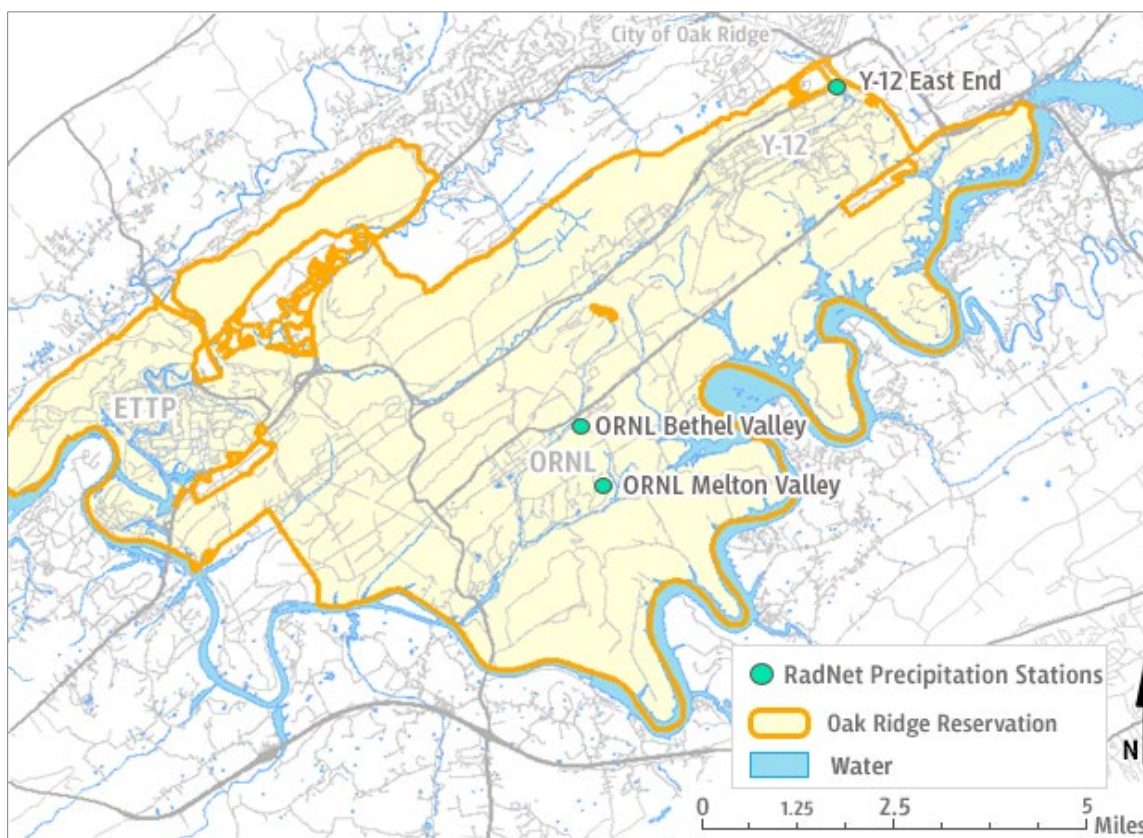 City of Oak Ridge
Y-12 East End
Y-12
ETTP
ORNL Bethel Valley
ORNL
ORNL Melton Valley
RadNet Precipitation Stations
Oak Ridge Reservation
Water
0 1.25 2.5 5
Miles